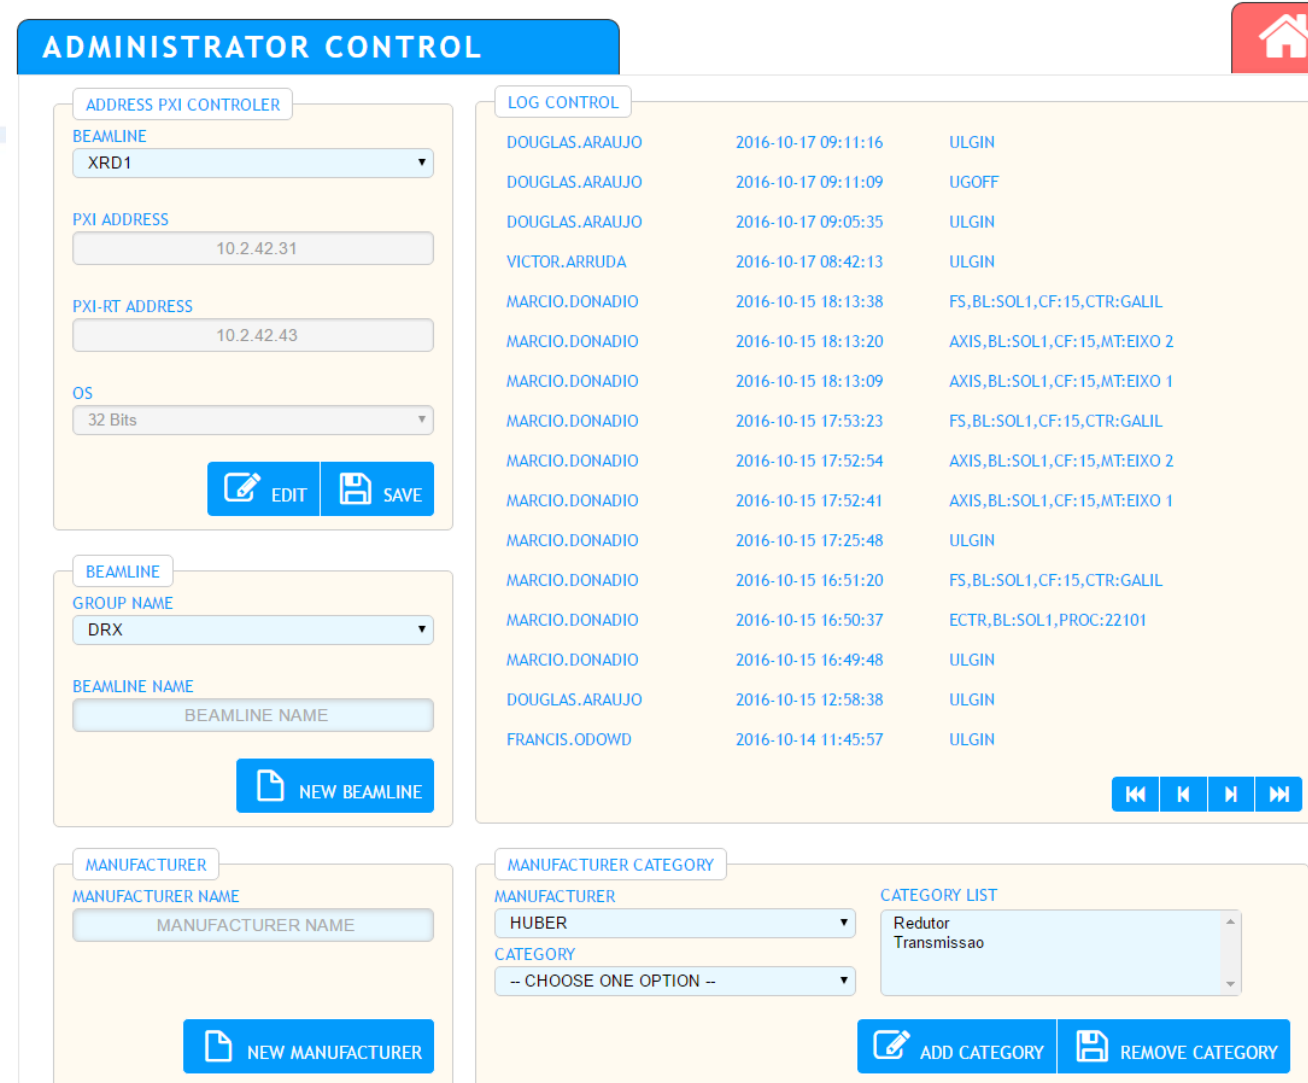 ADMINISTRATOR CONTROL
ADDRESS PXI CONTROLER
BEAMLINE
XRD1
PXI ADDRESS
10.2.42.31
PXI-RT ADDRESS
10.2.42.43
OS
32 Bits
EDIT
SAVE
BEAMLINE
GROUP NAME
DRX
BEAMLINE NAME
BEAMLINE NAME
NEW BEAMLINE
LOG CONTROL
DOUGLAS.ARAUJO 2016-10-17 09:11:16 ULGIN
DOUGLAS.ARAUJO 2016-10-17 09:11:09 UGOFF
DOUGLAS.ARAUJO 2016-10-17 09:05:35 ULGIN
VICTOR.ARRUDA 2016-10-17 08:42:13 ULGIN
MARCIO.DONADIO 2016-10-15 18:13:38 FS,BL:SOL1,CF:15,CTR:GALIL
MARCIO.DONADIO 2016-10-15 18:13:20 AXIS,BL:SOL1,CF:15,MT:EIXO 2
MARCIO.DONADIO 2016-10-15 18:13:09 AXIS,BL:SOL1,CF:15,MT:EIXO 1
MARCIO.DONADIO 2016-10-15 17:53:23 FS,BL:SOL1,CF:15,CTR:GALIL
MARCIO.DONADIO 2016-10-15 17:52:54 AXIS,BL:SOL1,CF:15,MT:EIXO 2
MARCIO.DONADIO 2016-10-15 17:52:41 AXIS,BL:SOL1,CF:15,MT:EIXO 1
MARCIO.DONADIO 2016-10-15 17:25:48 ULGIN
MARCIO.DONADIO 2016-10-15 16:51:20 FS,BL:SOL1,CF:15,CTR:GALIL
MARCIO.DONADIO 2016-10-15 16:50:37 ECTR,BL:SOL1,PROC:22101
MARCIO.DONADIO 2016-10-15 16:49:48 ULGIN
DOUGLAS.ARAUJO 2016-10-15 12:58:38 ULGIN
FRANCIS.ODOWD 2016-10-14 11:45:57 ULGIN
MANUFACTURER
MANUFACTURER NAME
MANUFACTURER NAME
NEW MANUFACTURER
MANUFACTURER CATEGORY
MANUFACTURER
HUBER
CATEGORY
-- CHOOSE ONE OPTION --
CATEGORY LIST
Redutor
Transmissao
ADD CATEGORY
REMOVE CATEGORY